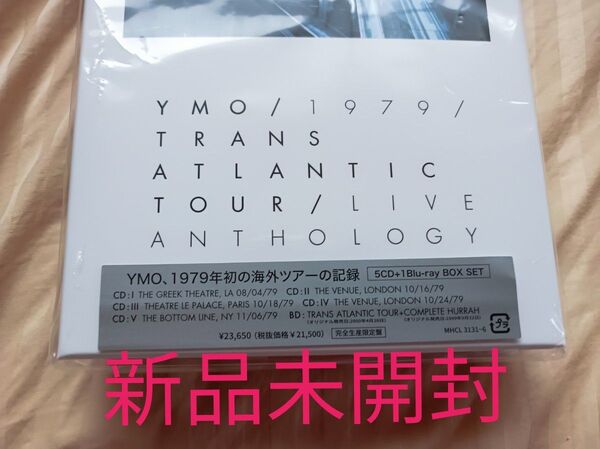 YMO/1979/
TRANS
ATLANTIC
TOUR/LIVE
ANTHOLOGY
YMO、1979年初の海外ツアーの記録 5CD+1Blu-ray BOX SET
CD:I THE GREEK THEATRE, LA 08/04/79 CD:II THE VENUE, LONDON 10/16/79
CD:III THEATRE LE PALACE, PARIS 10/18/79 CD:IV THE VENUE, LONDON 10/24/79
CD:V THE BOTTOM LINE, NY 11/06/79 BD:TRANS ATLANTIC TOUR+COMPLETE HURRAH
¥23,650(税抜価格¥21,500) 完全生産限定盤 MHCL 3131-6
新品未開封